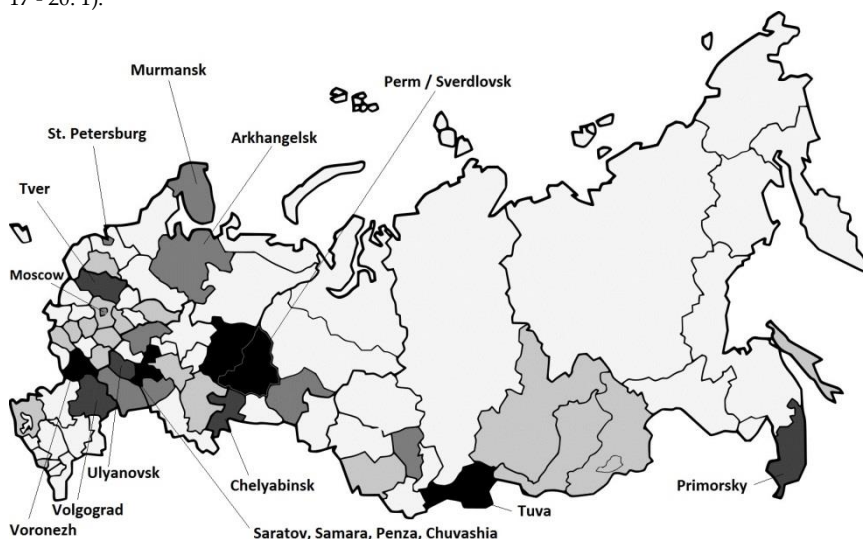 17 - 20: 1).
Murmansk
Perm / Sverdlovsk
St. Petersburg
Arkhangelsk
Tver
Moscow
Ulyanovsk
Chelyabinsk
Primorsky
Volgograd
Tuva
Voronezh
Saratov, Samara, Penza, Chuvashia